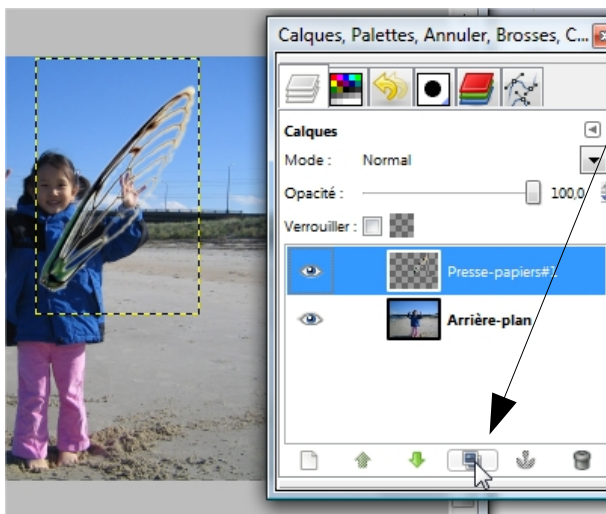 Calques, Palettes, Annuler, Brosses, C...
Calques
Mode : Normal
Opacité : 100,0
Verrouiller :
Presse-papiers#1
Arrière-plan